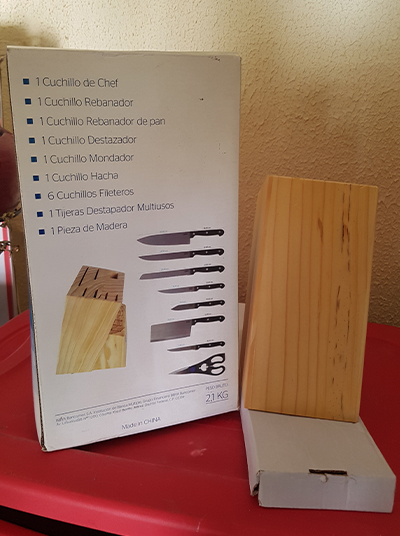 1 Cuchillo de Chef
1 Cuchillo Rebanador
1 Cuchillo Rebanador de pan
1 Cuchillo Destazador
1 Cuchillo Mondador
1 Cuchillo Hacha
6 Cuchillos Fileteros
1 Tijeras Destapador Multiusos
1 Pieza de Madera
PESO BRUTO
2,1 KG
Made in CHINA